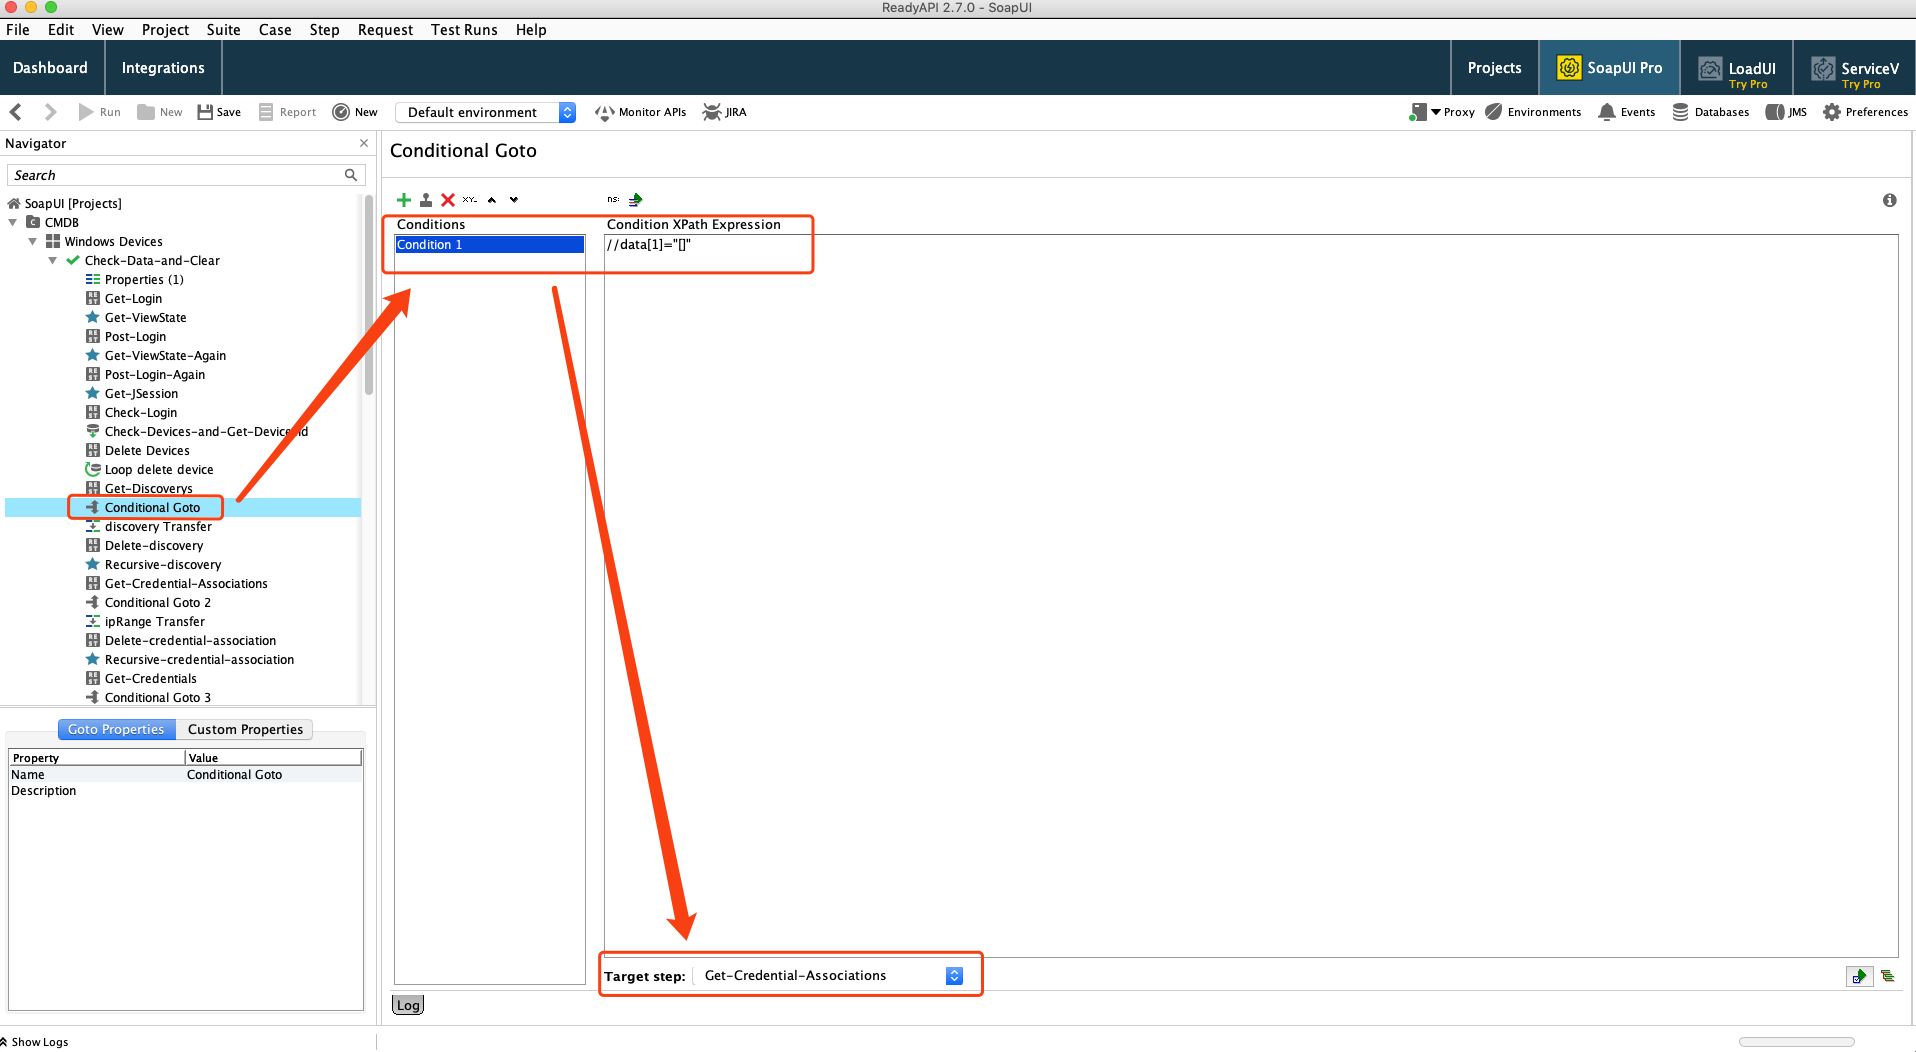 ReadyAPI 2.7.0 - SoapUI
File Edit View Project Suite Case Step Request Test Runs Help
Dashboard Integrations Projects SoapUI Pro LoadUI Try Pro ServiceV Try Pro
Run New Save Report New Default environment Monitor APIs JIRA Proxy Environments Events Databases JMS Preferences
Navigator
Search
SoapUI [Projects]
CMDB
Windows Devices
Check-Data-and-Clear
Properties (1)
Get-Login
Get-ViewState
Post-Login
Get-ViewState-Again
Post-Login-Again
Get-JSession
Check-Login
Check-Devices-and-Get-DeviceId
Delete Devices
Loop delete device
Get-Discoverys
Conditional Goto
discovery Transfer
Delete-discovery
Recursive-discovery
Get-Credential-Associations
Conditional Goto 2
ipRange Transfer
Delete-credential-association
Recursive-credential-association
Get-Credentials
Conditional Goto 3
Goto Properties Custom Properties
Property Value
Name Conditional Goto
Description
Show Logs
Conditional Goto
XY_ ns:
Conditions Condition XPath Expression
Condition 1 //data[1]="[]"
Target step: Get-Credential-Associations
Log